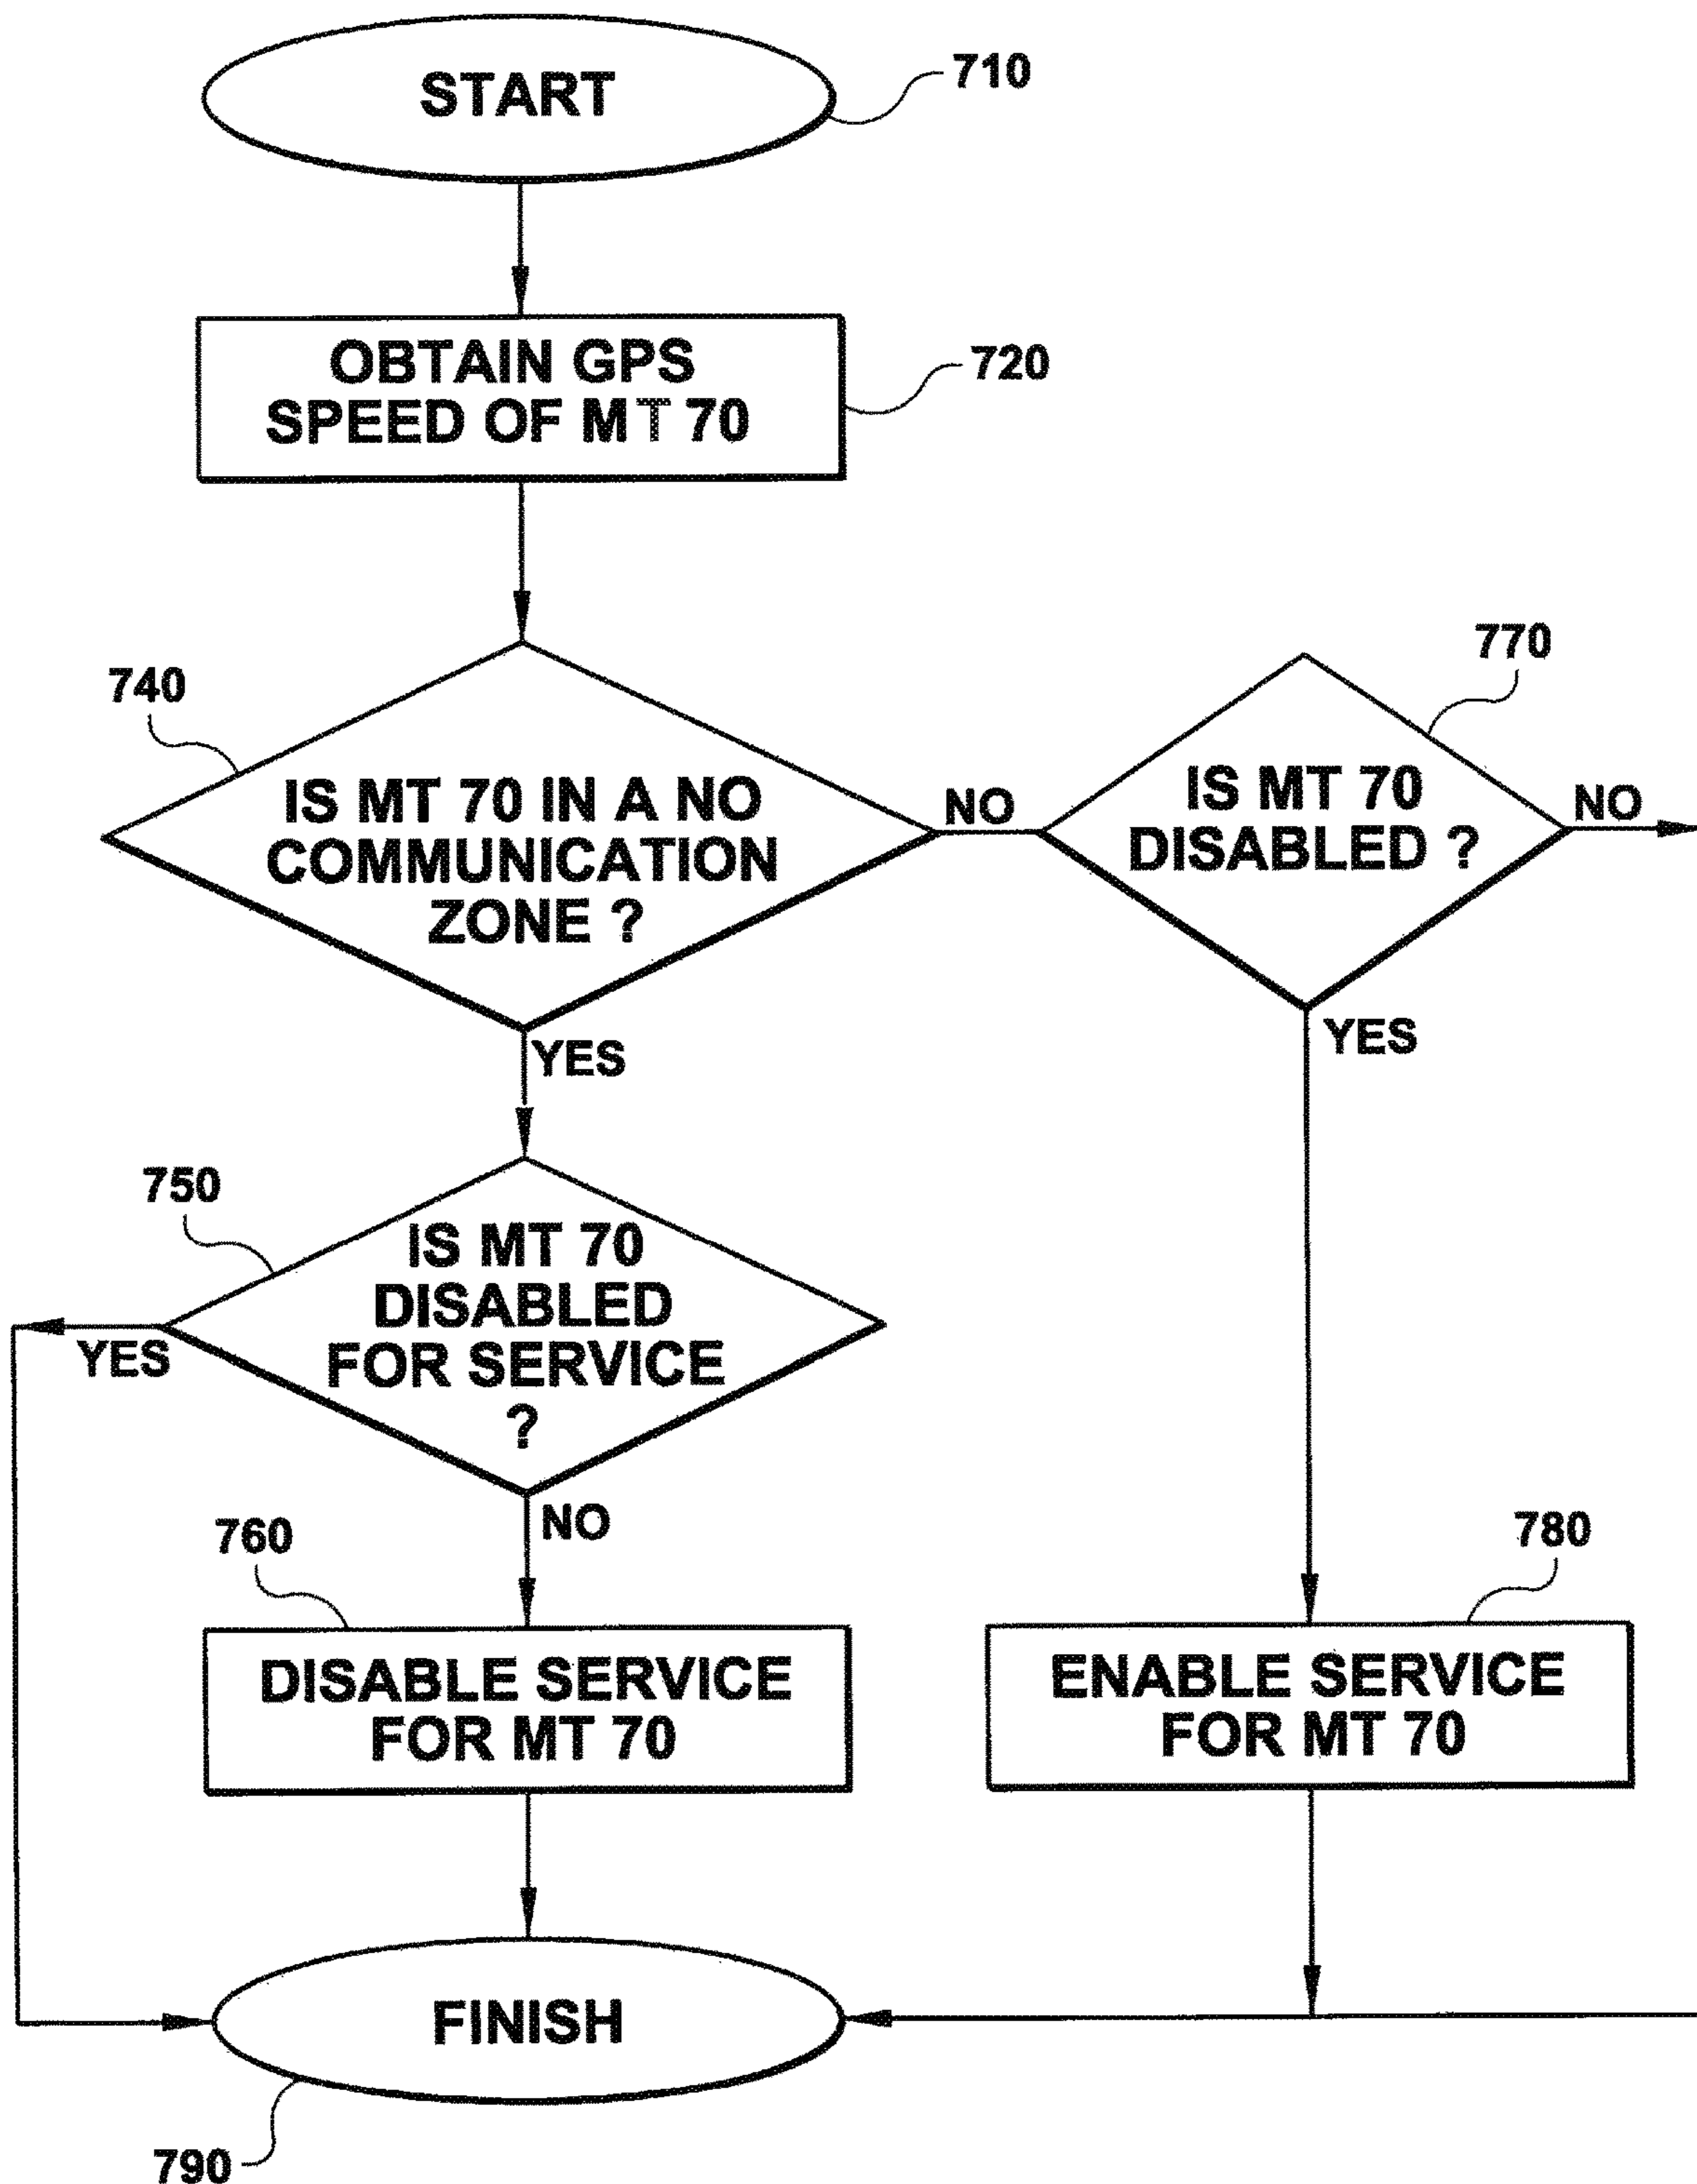 START
710
OBTAIN GPS
SPEED OF MT 70
720
740
IS MT 70 IN A NO
COMMUNICATION
ZONE ?
NO
YES
770
IS MT 70
DISABLED ?
NO
YES
750
IS MT 70
DISABLED
FOR SERVICE
?
YES
NO
760
DISABLE SERVICE
FOR MT 70
780
ENABLE SERVICE
FOR MT 70
FINISH
790